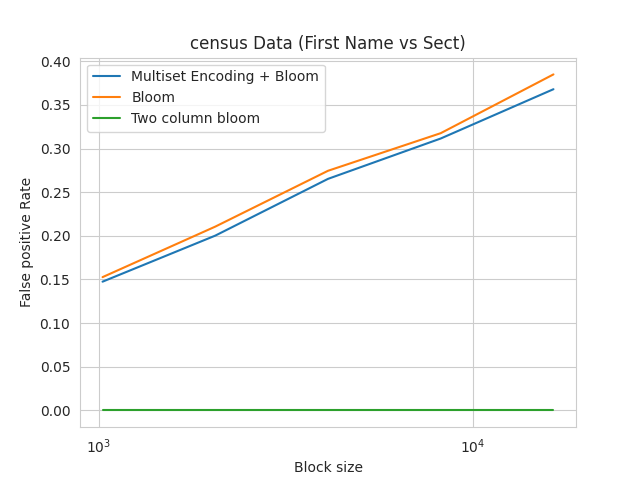 census Data (First Name vs Sect)
Multiset Encoding + Bloom
Bloom
Two column bloom
False positive Rate
0.40
0.35
0.30
0.25
0.20
0.15
0.10
0.05
0.00
10³
10⁴
Block size